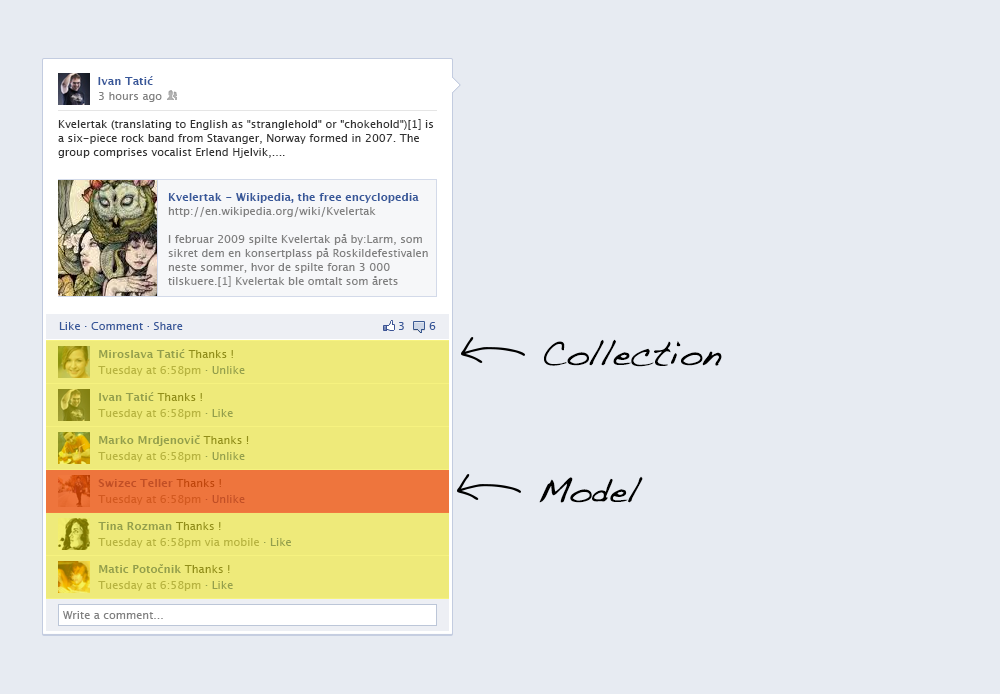 Ivan Tatić
3 hours ago
Kvelertak (translating to English as "stranglehold" or "chokehold")[1] is
a six-piece rock band from Stavanger, Norway formed in 2007. The
group comprises vocalist Erlend Hjelvik,....
Kvelertak - Wikipedia, the free encyclopedia
http://en.wikipedia.org/wiki/Kvelertak
I februar 2009 spilte Kvelertak på by:Larm, som
sikret dem en konsertplass på Roskildefestivalen
neste sommer, hvor de spilte foran 3 000
tilskuere.[1] Kvelertak ble omtalt som årets
Like · Comment · Share 3 6
Miroslava Tatić Thanks !
Tuesday at 6:58pm · Unlike
Collection
Ivan Tatić Thanks !
Tuesday at 6:58pm · Like
Marko Mrdjenovič Thanks !
Tuesday at 6:58pm · Unlike
Swizec Teller Thanks !
Tuesday at 6:58pm · Unlike
Model
Tina Rozman Thanks !
Tuesday at 6:58pm via mobile · Like
Matic Potočnik Thanks !
Tuesday at 6:58pm · Like
Write a comment...